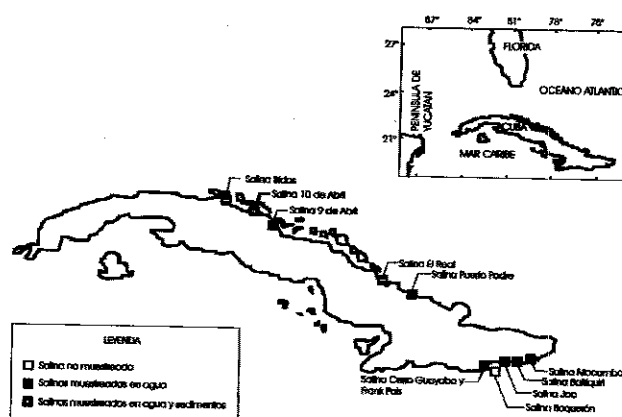 87° 84° 81° 78° 75°
27°
FLORIDA
24°
OCEANO ATLANTICO
PENINSULA DE
YUCATAN
21°
CUBA
MAR CARIBE
Salina Bidos
Salina 10 de Abril
Salina 9 de Abril
Salina El Real
Salina Puerto Padre
LEYENDA
Salina no muestreada
Salinas muestreadas en agua
Salinas muestreadas en agua y sedimentos
Salina Cerro Guayabo y
Frank País
Salina Macambo
Salina Baitiquirí
Salina Joa
Salina Boquerón